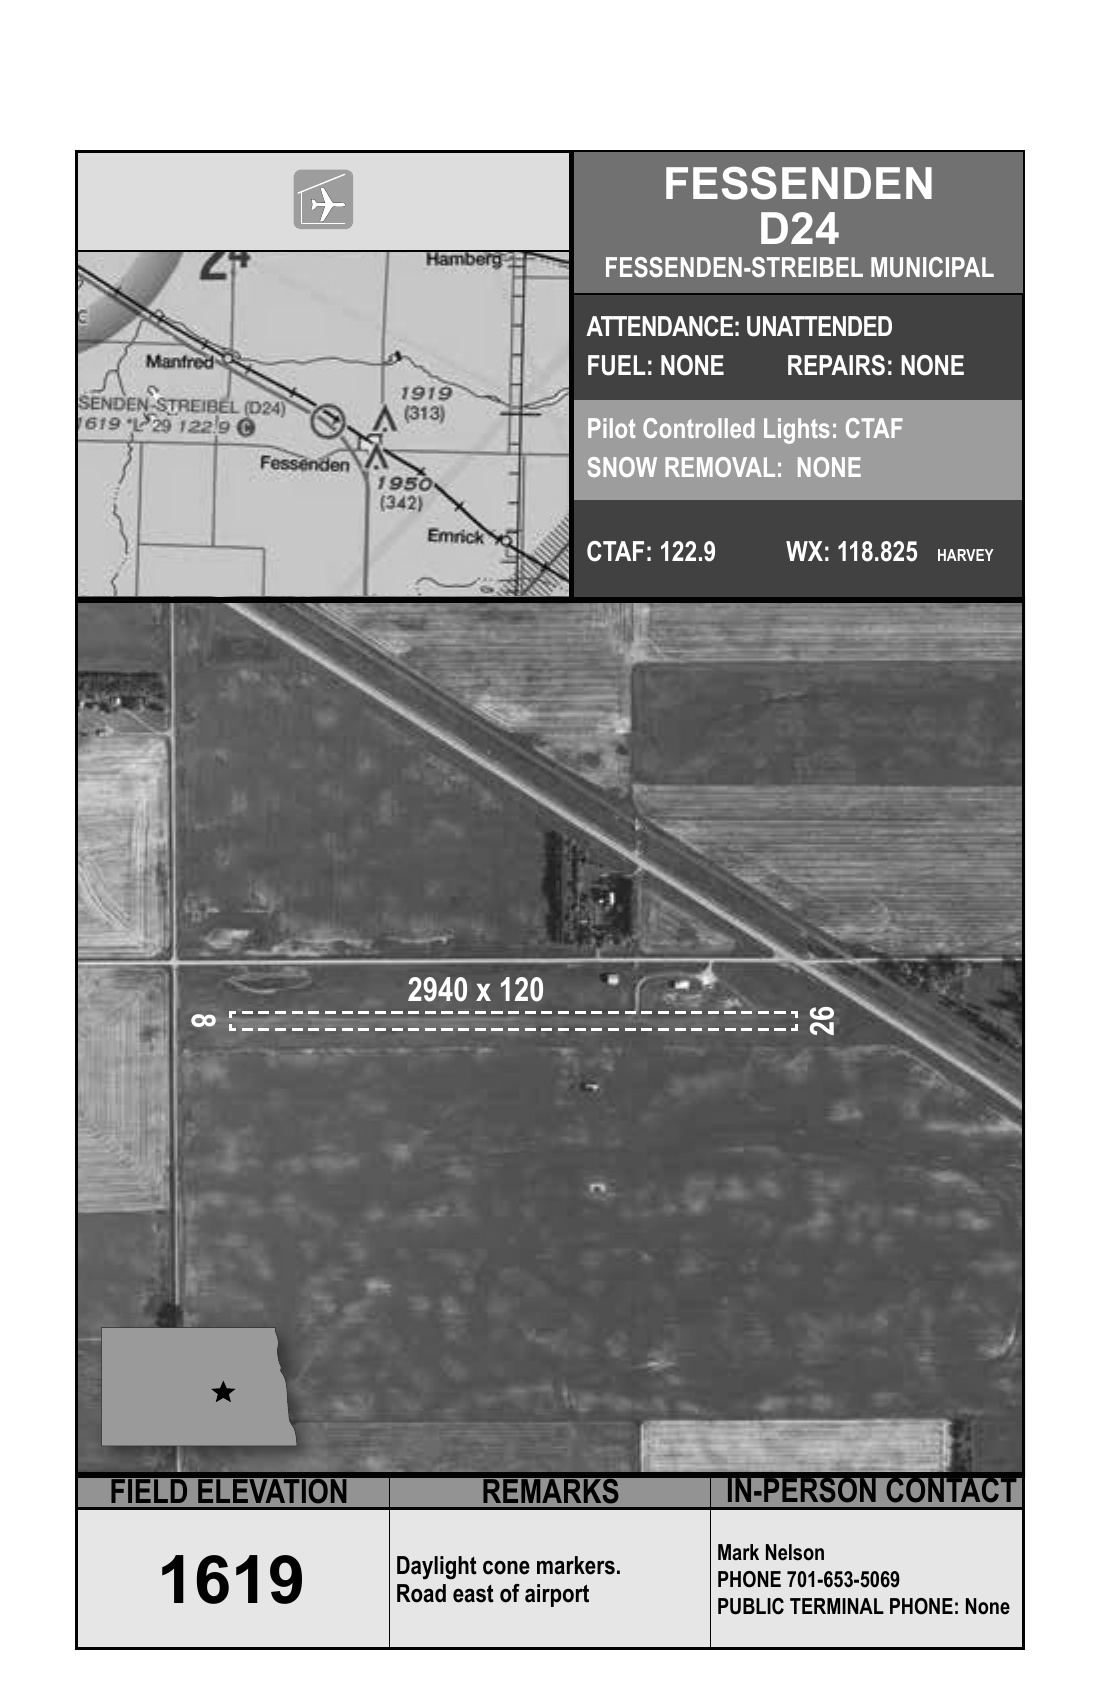 FESSENDEN
D24
FESSENDEN-STREIBEL MUNICIPAL
ATTENDANCE: UNATTENDED
FUEL: NONE REPAIRS: NONE
Pilot Controlled Lights: CTAF
SNOW REMOVAL: NONE
CTAF: 122.9 WX: 118.825 HARVEY
24
Hamberg
Manfred
SENDEN-STREIBEL (D24)
1619 *L 29 122.9 C
1919
(313)
Fessenden
1950
(342)
Emrick
2940 x 120
8
26
FIELD ELEVATION
1619
REMARKS
Daylight cone markers.
Road east of airport
IN-PERSON CONTACT
Mark Nelson
PHONE 701-653-5069
PUBLIC TERMINAL PHONE: None